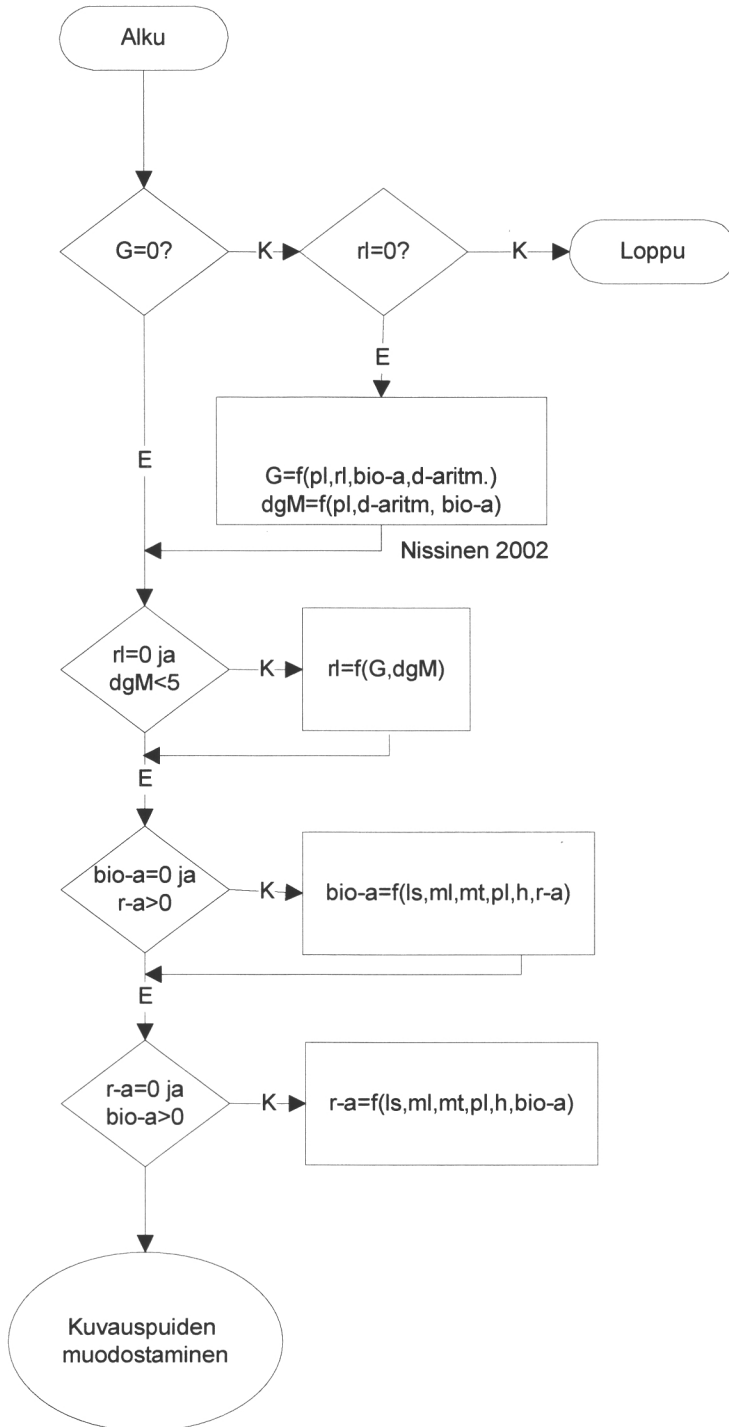 Alku
G=0?
K
rl=0?
K
Loppu
E
E
G=f(pl,rl,bio-a,d-aritm.)
dgM=f(pl,d-aritm, bio-a)
Nissinen 2002
rl=0 ja
dgM<5
K
rl=f(G,dgM)
E
bio-a=0 ja
r-a>0
K
bio-a=f(ls,ml,mt,pl,h,r-a)
E
r-a=0 ja
bio-a>0
K
r-a=f(ls,ml,mt,pl,h,bio-a)
Kuvauspuiden
muodostaminen